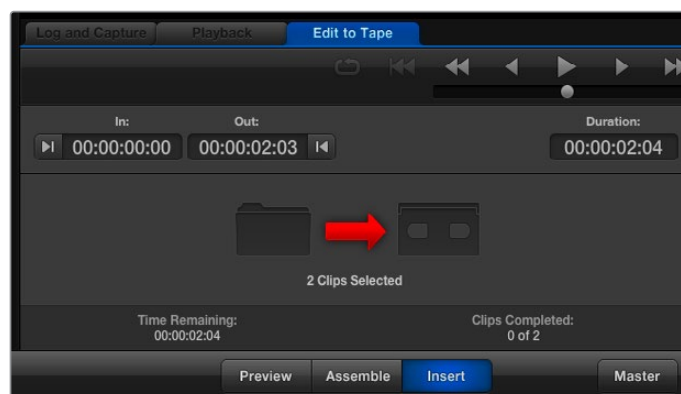 Log and Capture Playback Edit to Tape
In: Out: Duration:
00:00:00:00 00:00:02:03 00:00:02:04
2 Clips Selected
Time Remaining: Clips Completed:
00:00:02:04 0 of 2
Preview Assemble Insert Master